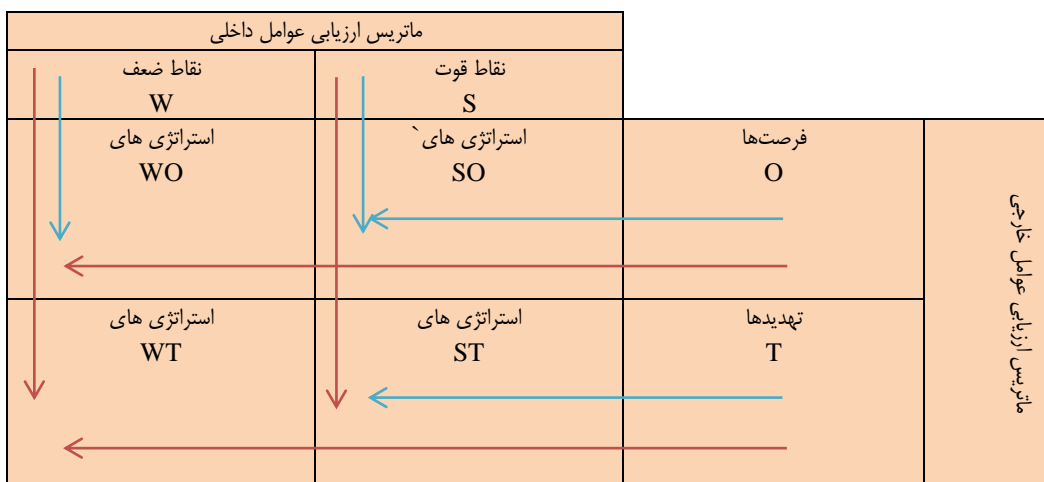 ماتریس ارزیابی عوامل داخلی
نقاط قوت
S
نقاط ضعف
W
ماتریس ارزیابی عوامل خارجی
فرصت‌ها
O
استراتژی های`
SO
استراتژی های
WO
تهدیدها
T
استراتژی های
ST
استراتژی های
WT